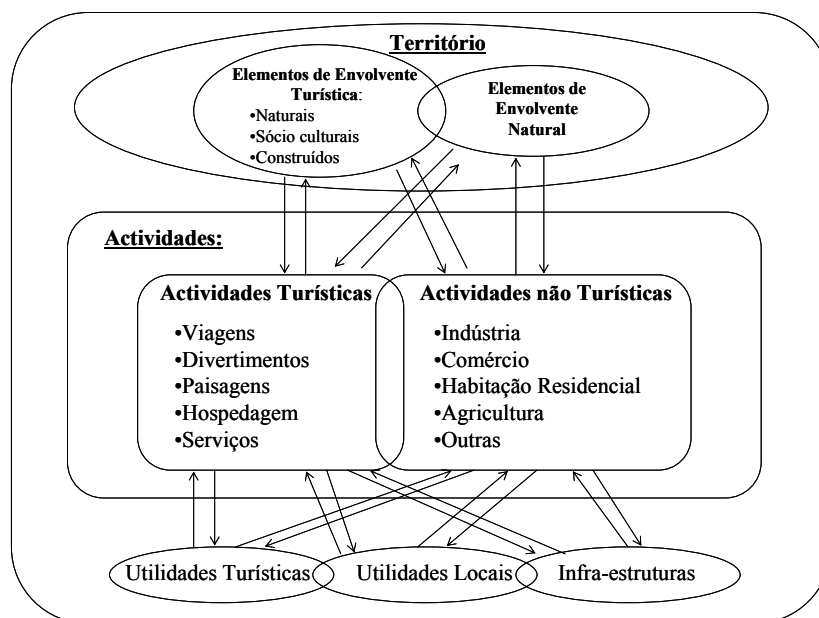 Território
Elementos de Envolvente
Turística:
•Naturais
•Sócio culturais
•Construídos
Elementos de
Envolvente
Natural
Actividades:
Actividades Turísticas
•Viagens
•Divertimentos
•Paisagens
•Hospedagem
•Serviços
Actividades não Turísticas
•Indústria
•Comércio
•Habitação Residencial
•Agricultura
•Outras
Utilidades Turísticas
Utilidades Locais
Infra-estruturas